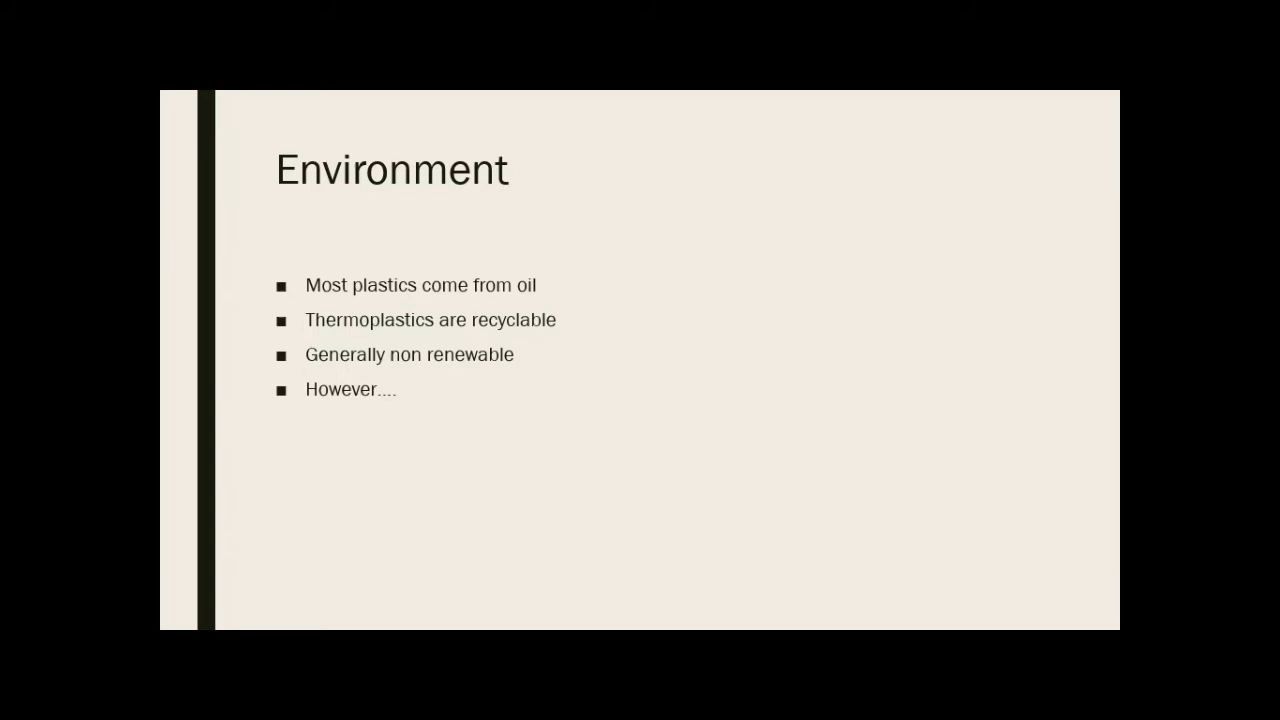 Environment
■ Most plastics come from oil
■ Thermoplastics are recyclable
■ Generally non renewable
■ However....